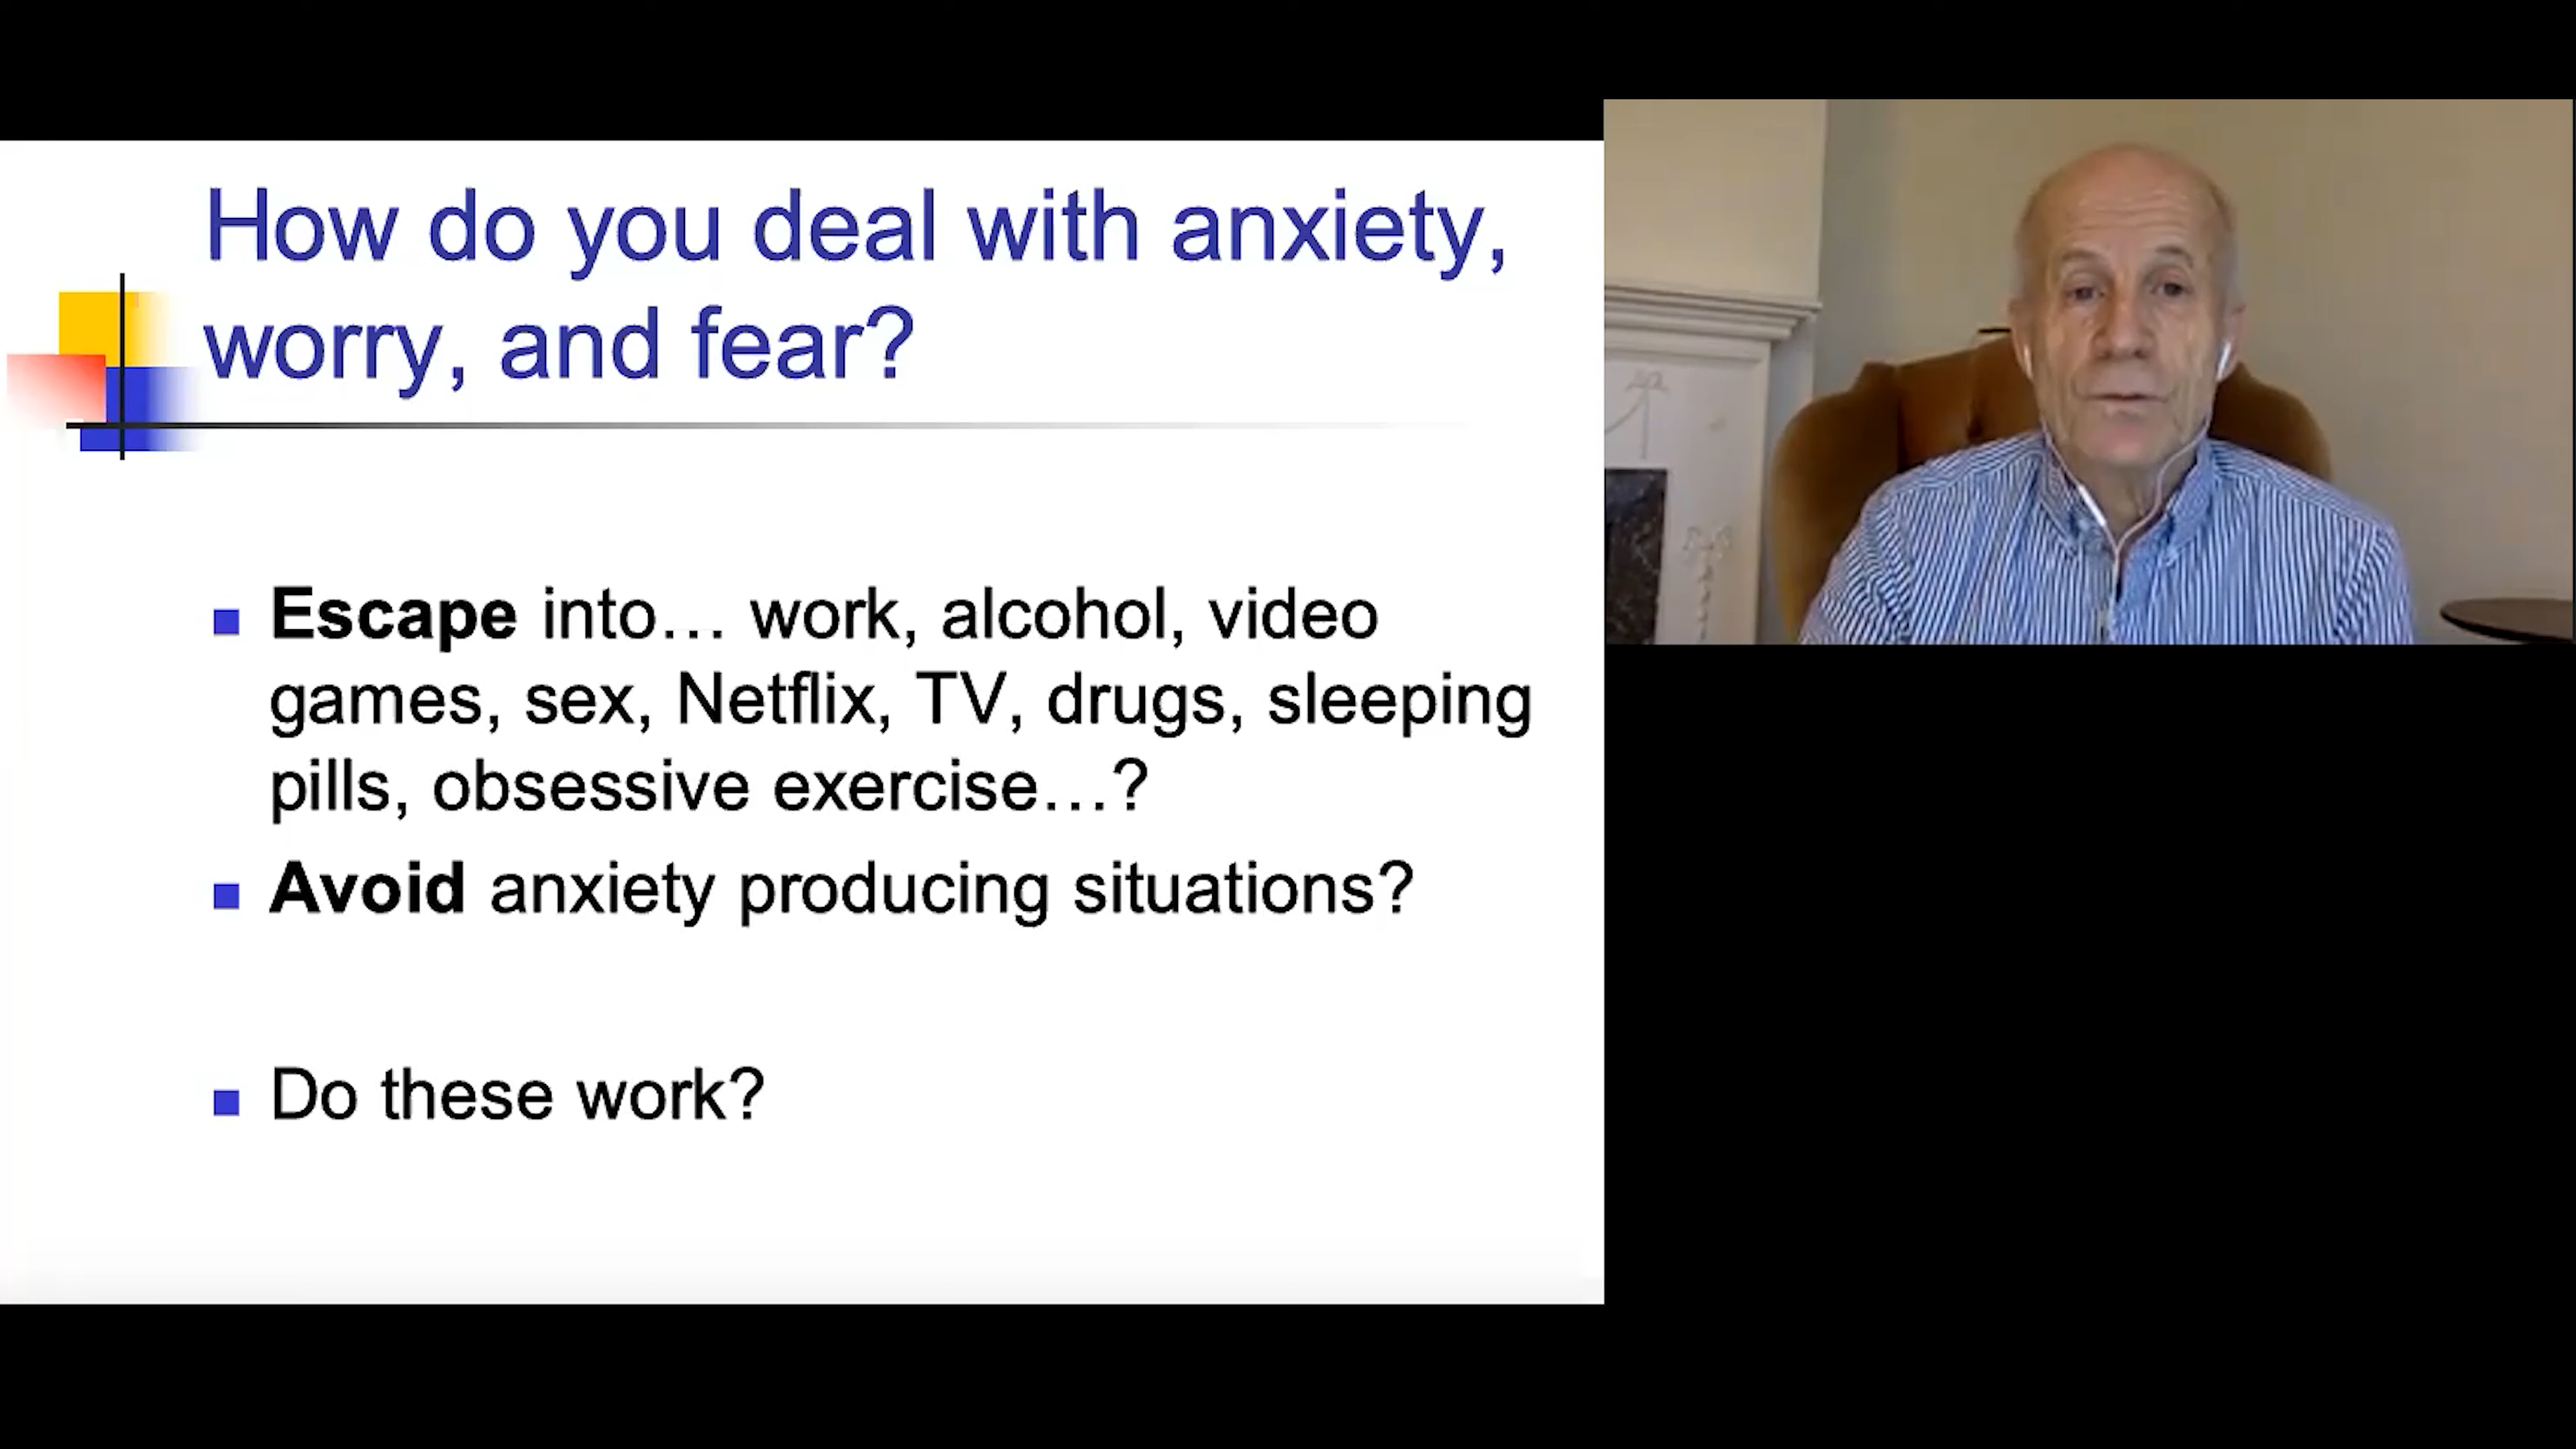 How do you deal with anxiety,
worry, and fear?
Escape into… work, alcohol, video
games, sex, Netflix, TV, drugs, sleeping
pills, obsessive exercise…?
Avoid anxiety producing situations?
Do these work?